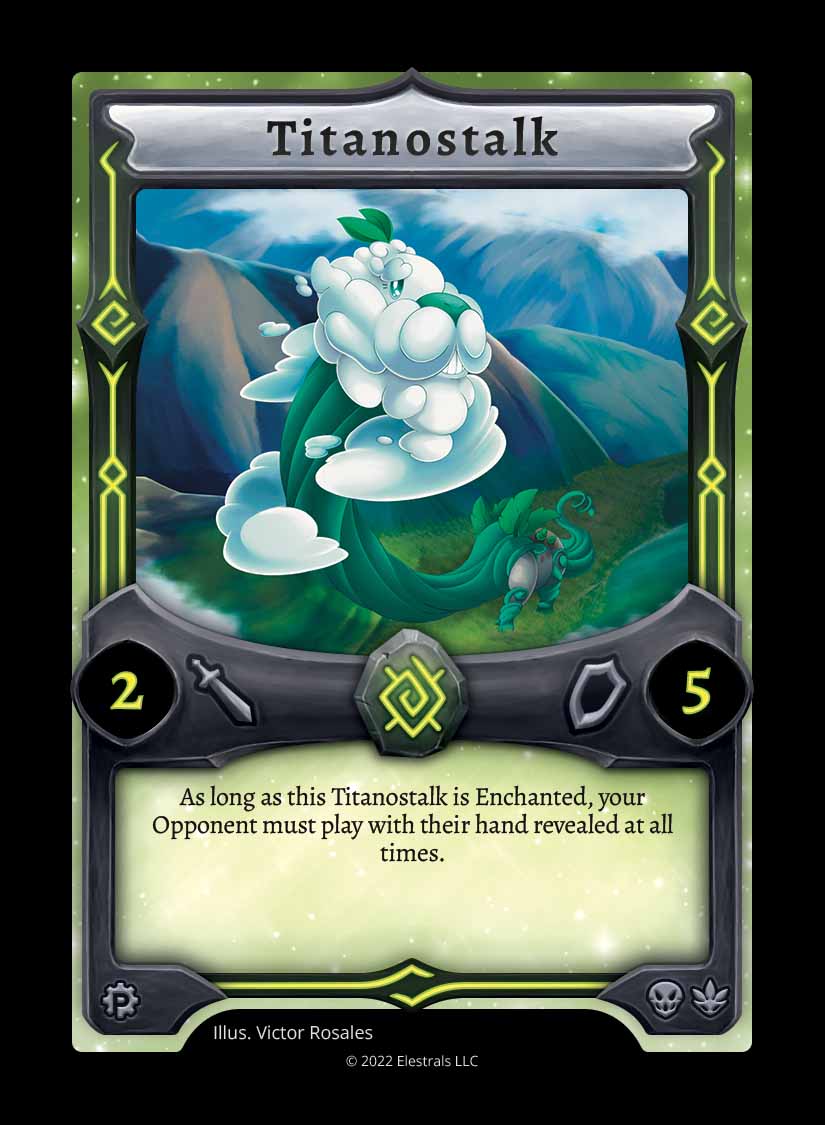 Titanostalk
2
5
As long as this Titanostalk is Enchanted, your
Opponent must play with their hand revealed at all
times.
P
Illus. Victor Rosales
© 2022 Elestrals LLC